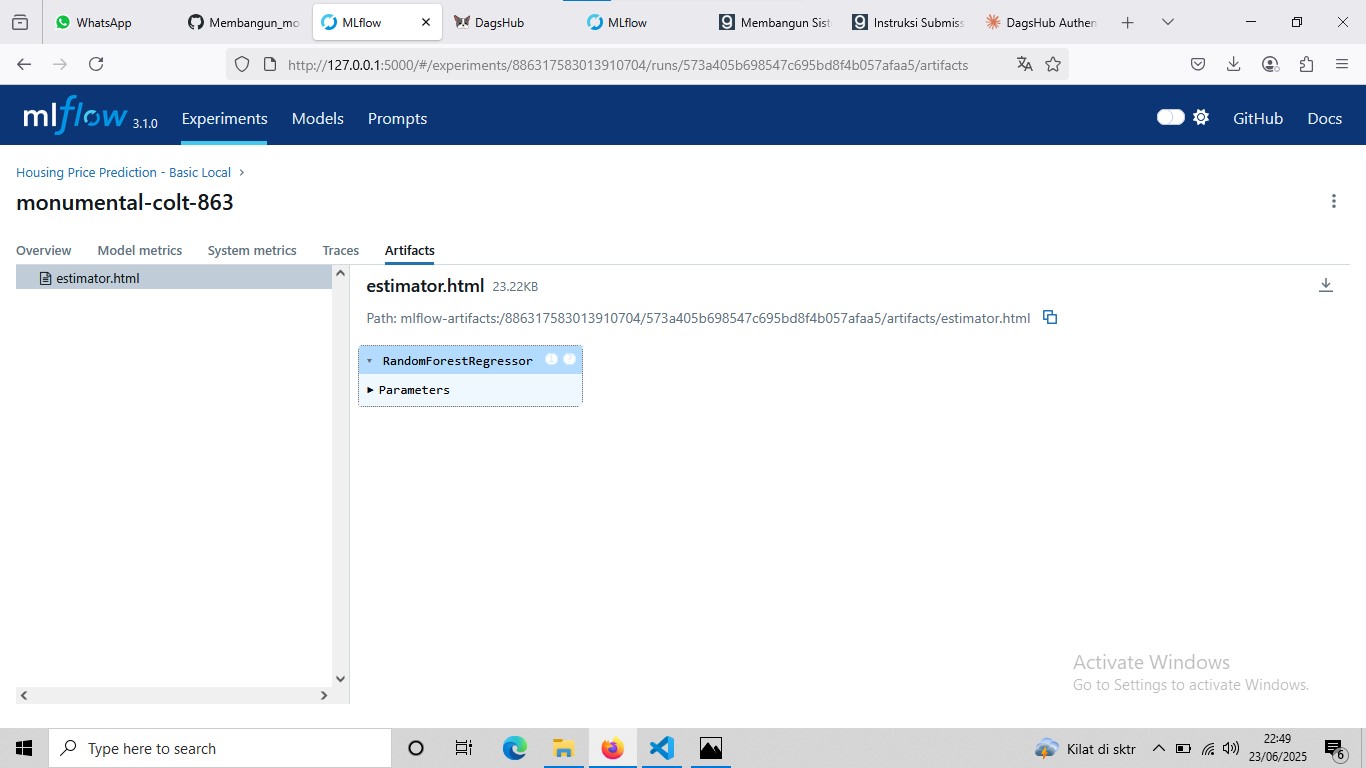 WhatsApp
Membangun_mo
MLflow
DagsHub
MLflow
Membangun Sist
Instruksi Submiss
DagsHub Authen
http://127.0.0.1:5000/#/experiments/886317583013910704/runs/573a405b698547c695bd8f4b057afaa5/artifacts
mlflow 3.1.0
Experiments
Models
Prompts
GitHub
Docs
Housing Price Prediction - Basic Local
monumental-colt-863
Overview
Model metrics
System metrics
Traces
Artifacts
estimator.html
estimator.html 23.22KB
Path: mlflow-artifacts:/886317583013910704/573a405b698547c695bd8f4b057afaa5/artifacts/estimator.html
RandomForestRegressor i ?
Parameters
Activate Windows
Go to Settings to activate Windows.
Type here to search
Kilat di sktr
22:49
23/06/2025
6